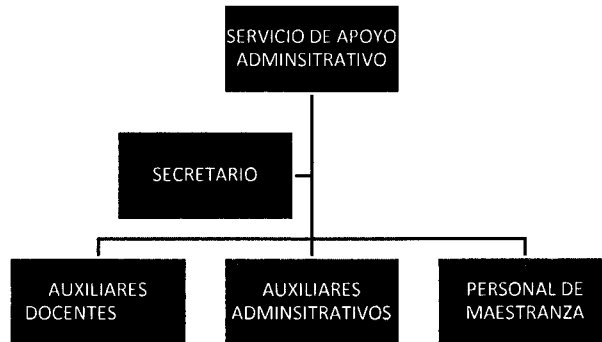 SERVICIO DE APOYO
ADMINSITRATIVO
SECRETARIO
AUXILIARES
DOCENTES
AUXILIARES
ADMINSITRATIVOS
PERSONAL DE
MAESTRANZA